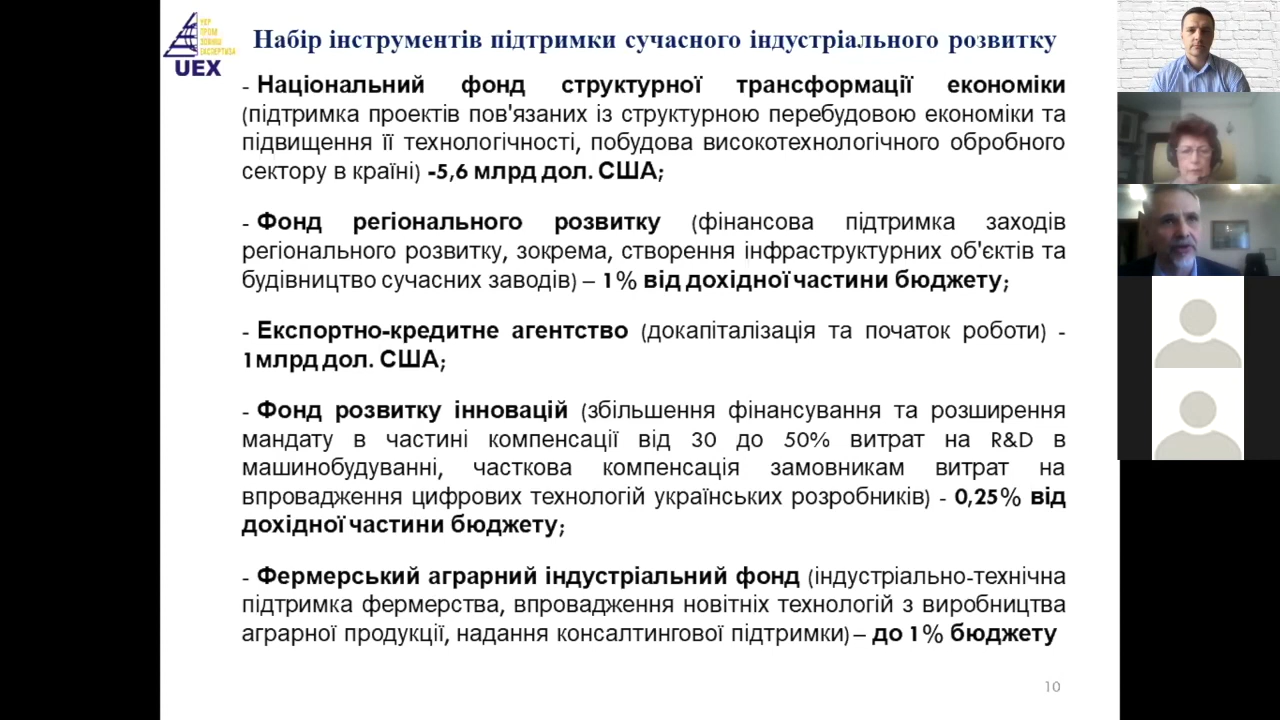 УКР
ПРОМ
ЗОВНІШ
ЕКСПЕРТИЗА
UEX
Набір інструментів підтримки сучасного індустріального розвитку
- Національний фонд структурної трансформації економіки
(підтримка проектів пов'язаних із структурною перебудовою економіки та
підвищення її технологічності, побудова високотехнологічного обробного
сектору в країні) -5,6 млрд дол. США;
- Фонд регіонального розвитку (фінансова підтримка заходів
регіонального розвитку, зокрема, створення інфраструктурних об'єктів та
будівництво сучасних заводів) – 1% від дохідної частини бюджету;
- Експортно-кредитне агентство (докапіталізація та початок роботи) -
1млрд дол. США;
- Фонд розвитку інновацій (збільшення фінансування та розширення
мандату в частині компенсації від 30 до 50% витрат на R&D в
машинобудуванні, часткова компенсація замовникам витрат на
впровадження цифрових технологій українських розробників) - 0,25% від
дохідної частини бюджету;
- Фермерський аграрний індустріальний фонд (індустріально-технічна
підтримка фермерства, впровадження новітніх технологій з виробництва
аграрної продукції, надання консалтингової підтримки) – до 1% бюджету
10